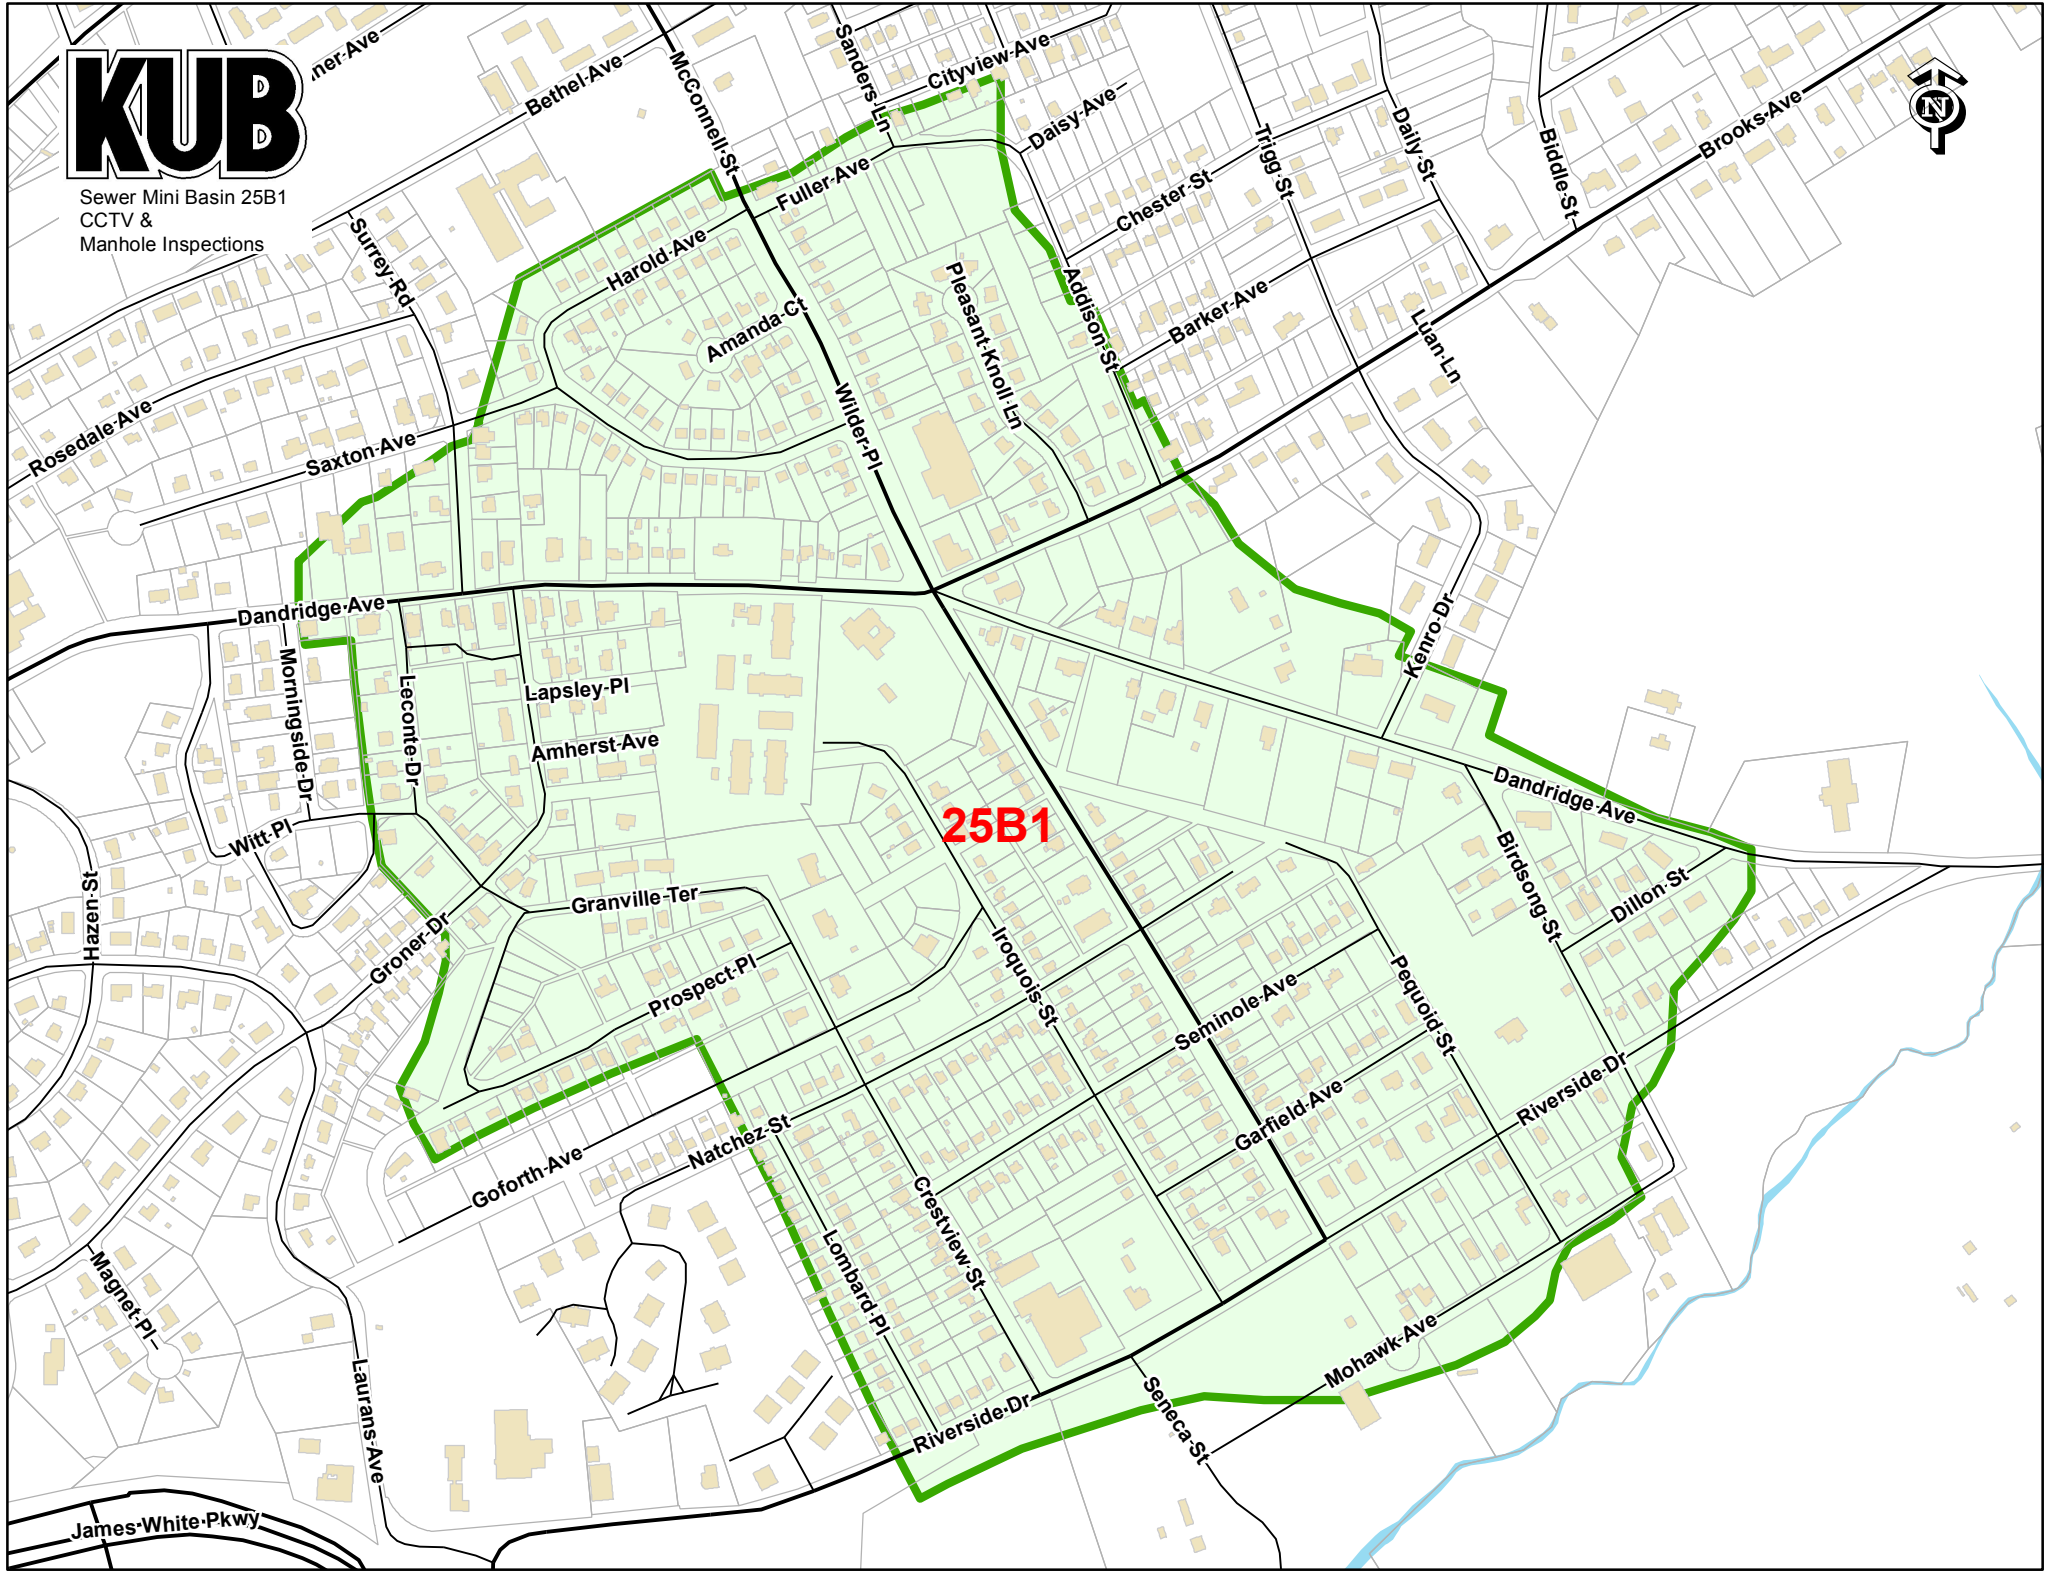 KUB
Sewer Mini Basin 25B1
CCTV &
Manhole Inspections
ner-Ave
Bethel-Ave
McConnell-St
Sanders-Ln
Cityview-Ave
Daisy-Ave
Trigg-St
Daily-St
Biddle-St
Brooks-Ave
N
Surrey-Rd
Harold-Ave
Fuller-Ave
Chester-St
Amanda-Ct
Pleasant-Knoll-Ln
Addison-St
Barker-Ave
Luan-Ln
Rosedale-Ave
Saxton-Ave
Wilder-Pl
Dandridge-Ave
Morningside-Dr
Leconte-Dr
Lapsley-Pl
Amherst-Ave
Kenro-Dr
25B1
Dandridge-Ave
Witt-Pl
Hazen-St
Groner-Dr
Granville-Ter
Prospect-Pl
Iroquois-St
Seminole-Ave
Pequoid-St
Birdsong-St
Dillon-St
Riverside-Dr
Garfield-Ave
Natchez-St
Goforth-Ave
Crestview-St
Lombard-Pl
Magnet-Pl
Laurans-Ave
Mohawk-Ave
Seneca-St
Riverside-Dr
James-White-Pkwy